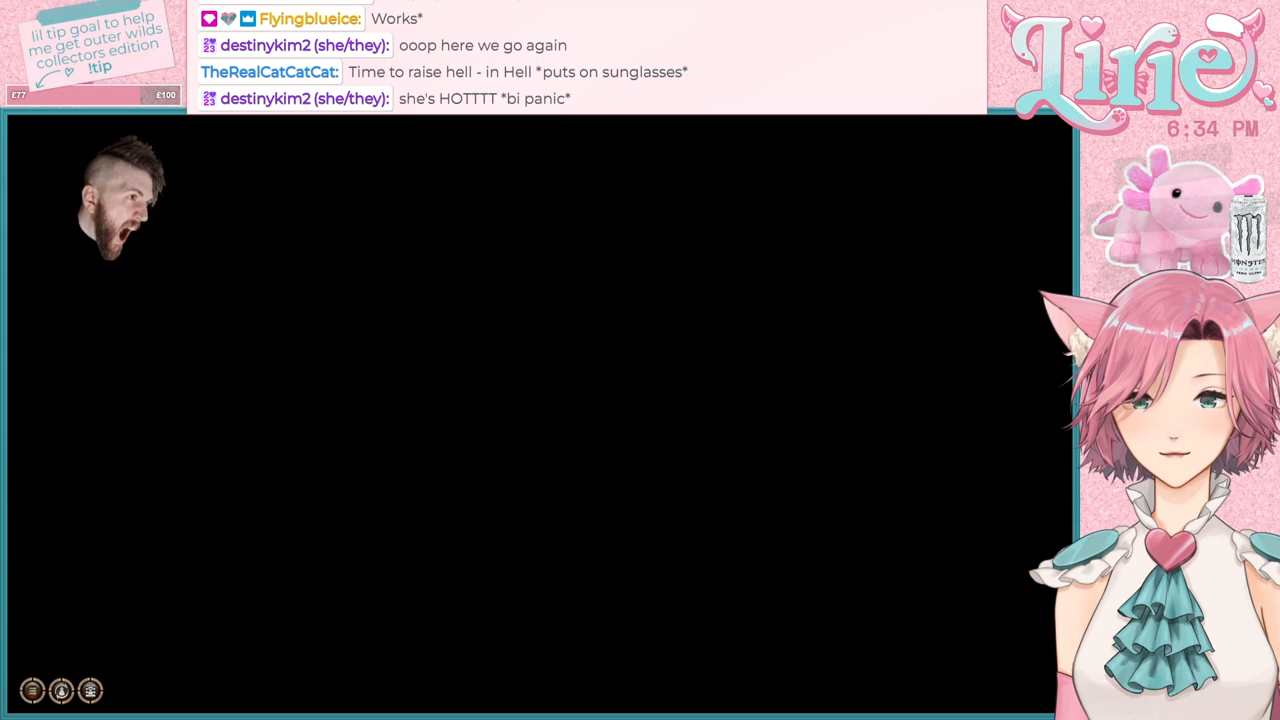 lil tip goal to help
me get outer wilds
collectors edition
!tip
£77
£100
Flyingblueice: Works*
destinykim2 (she/they): ooop here we go again
TheRealCatCatCat: Time to raise hell - in Hell *puts on sunglasses*
destinykim2 (she/they): she's HOTTTT *bi panic*
Lirie
6:34 PM
MONSTER